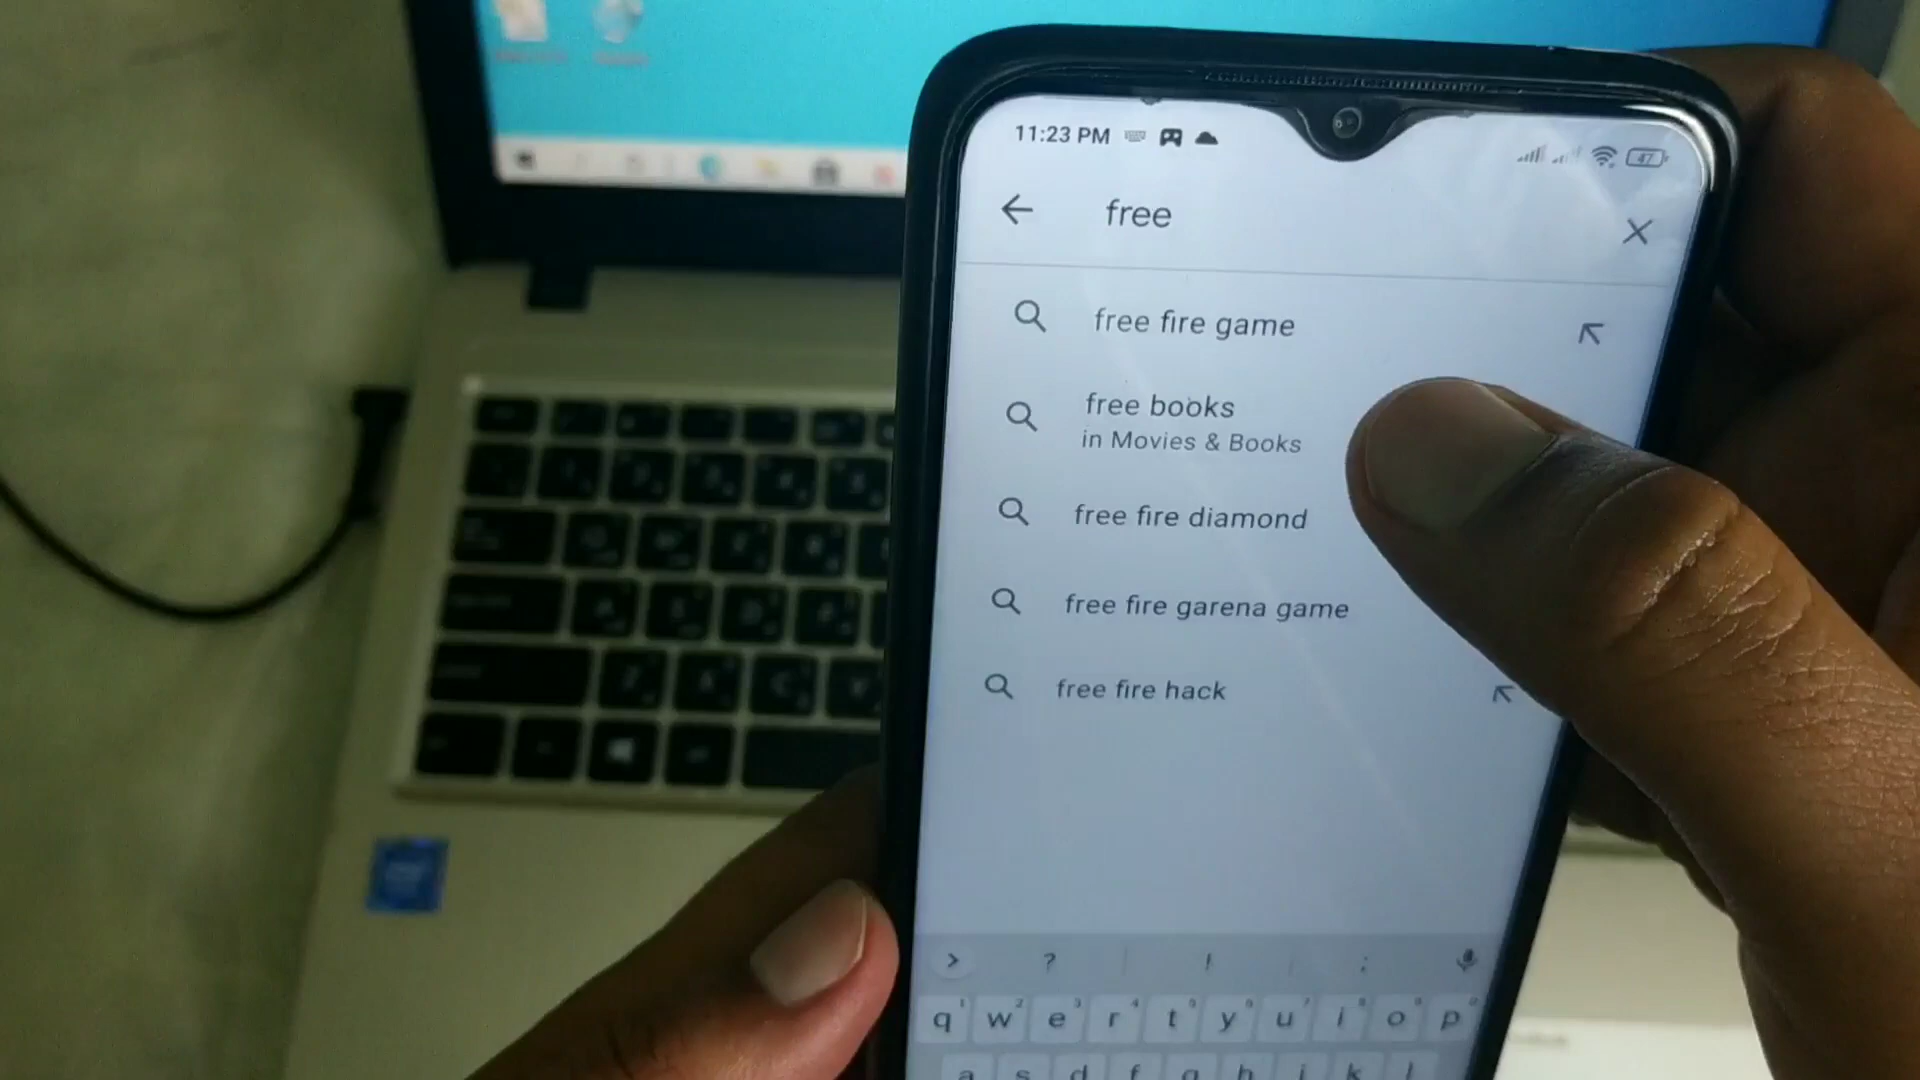 11:23 PM
47
free
free fire game
free books
in Movies & Books
free fire diamond
free fire garena game
free fire hack
> ? ! ;
q w e r t y u i o p
a s d f g h j k l